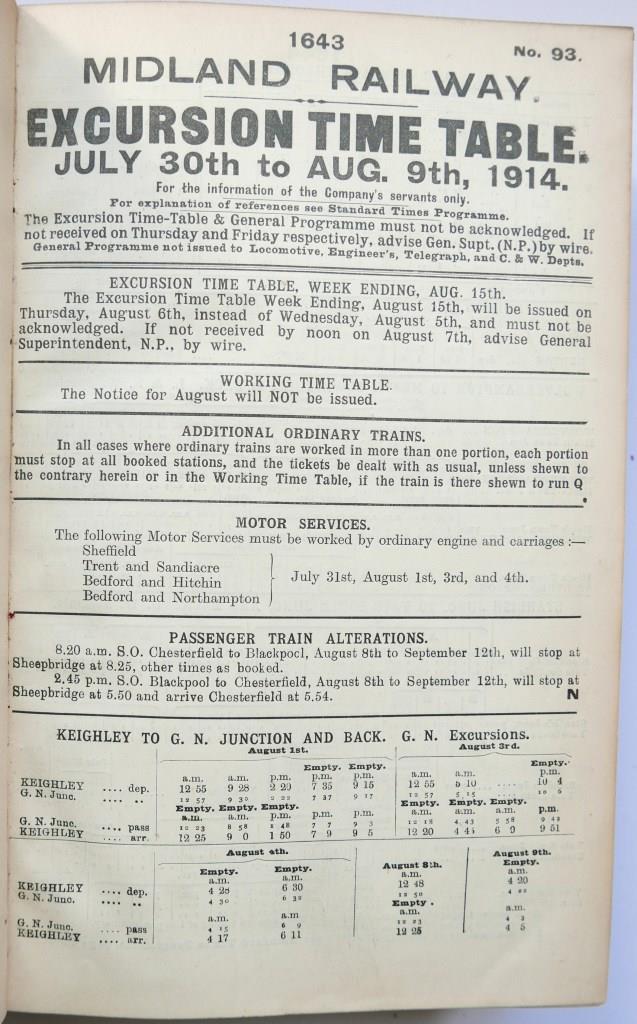 1643
No. 93.
MIDLAND RAILWAY.
EXCURSION TIME TABLE.
JULY 30th to AUG. 9th, 1914.
For the information of the Company's servants only.
For explanation of references see Standard Times Programme.
The Excursion Time-Table & General Programme must not be acknowledged. If
not received on Thursday and Friday respectively, advise Gen. Supt. (N.P.) by wire.
General Programme not issued to Locomotive, Engineer's, Telegraph, and C. & W. Depts.
EXCURSION TIME TABLE, WEEK ENDING, AUG. 15th.
The Excursion Time Table Week Ending, August 15th, will be issued on
Thursday, August 6th, instead of Wednesday, August 5th, and must not be
acknowledged. If not received by noon on August 7th, advise General
Superintendent, N.P., by wire.
WORKING TIME TABLE.
The Notice for August will NOT be issued.
ADDITIONAL ORDINARY TRAINS.
In all cases where ordinary trains are worked in more than one portion, each portion
must stop at all booked stations, and the tickets be dealt with as usual, unless shewn to
the contrary herein or in the Working Time Table, if the train is there shewn to run Q
MOTOR SERVICES.
The following Motor Services must be worked by ordinary engine and carriages :—
Sheffield
Trent and Sandiacre
Bedford and Hitchin
Bedford and Northampton
July 31st, August 1st, 3rd, and 4th.
PASSENGER TRAIN ALTERATIONS.
8.20 a.m. S.O. Chesterfield to Blackpool, August 8th to September 12th, will stop at
Sheepbridge at 8.25, other times as booked.
2.45 p.m. S.O. Blackpool to Chesterfield, August 8th to September 12th, will stop at
Sheepbridge at 5.50 and arrive Chesterfield at 5.54. N
KEIGHLEY TO G. N. JUNCTION AND BACK. G. N. Excursions.
August 1st. August 3rd.
Empty. Empty. Empty.
a.m. a.m. p.m. p.m. p.m. a.m. a.m. p.m.
KEIGHLEY .... dep. 12 55 9 28 2 20 7 35 9 15 12 55 5 10 .... 10 4
G. N. Junc. .... „ 12 57 9 30 2 22 7 37 9 17 12 57 5 15 .... 10 6
Empty. Empty. Empty. Empty. Empty. Empty.
a.m. a.m. p.m. p.m. p.m. a.m. a.m. a.m. p.m.
G. N. Junc. .... pass 12 23 8 58 1 48 7 7 9 3 12 18 4 43 5 58 9 49
KEIGHLEY .... arr. 12 25 9 0 1 50 7 9 9 5 12 20 4 45 6 0 9 51
August 4th. August 8th. August 9th.
Empty. Empty. Empty.
a.m. a.m. a.m. a.m.
KEIGHLEY .... dep. 4 28 6 30 12 48 4 20
G. N. Junc. .... „ 4 30 6 32 12 50 4 22
Empty.
a.m. a.m a.m. a.m.
G. N. Junc. .... pass 4 15 6 9 12 23 4 3
KEIGHLEY .... arr. 4 17 6 11 12 25 4 5